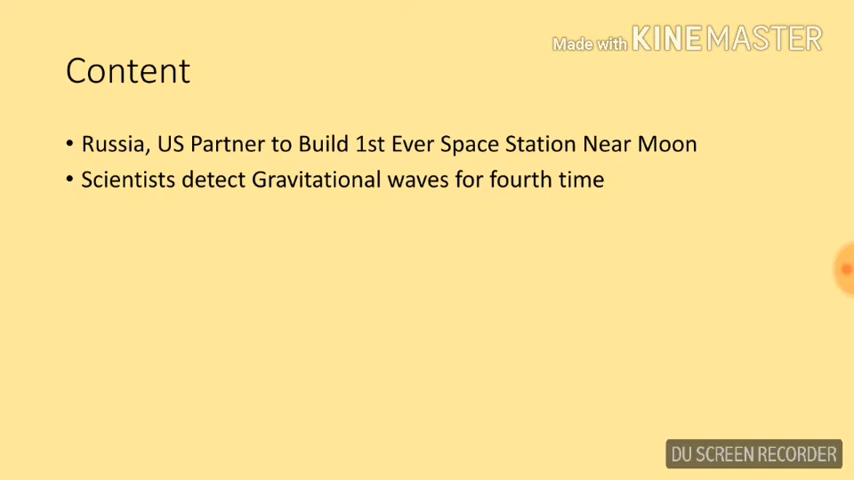 Made with KINEMASTER
Content
• Russia, US Partner to Build 1st Ever Space Station Near Moon
• Scientists detect Gravitational waves for fourth time
DU SCREEN RECORDER